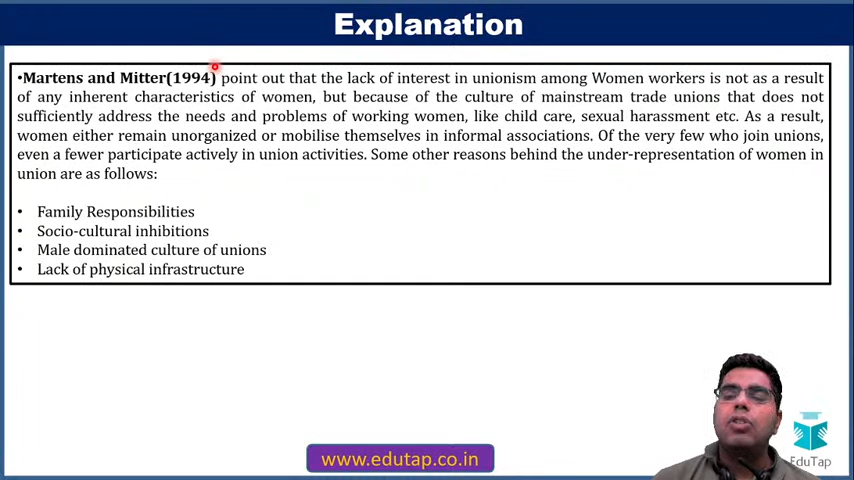 Explanation
•Martens and Mitter(1994) point out that the lack of interest in unionism among Women workers is not as a result
of any inherent characteristics of women, but because of the culture of mainstream trade unions that does not
sufficiently address the needs and problems of working women, like child care, sexual harassment etc. As a result,
women either remain unorganized or mobilise themselves in informal associations. Of the very few who join unions,
even a fewer participate actively in union activities. Some other reasons behind the under-representation of women in
union are as follows:
• Family Responsibilities
• Socio-cultural inhibitions
• Male dominated culture of unions
• Lack of physical infrastructure
www.edutap.co.in
EduTap